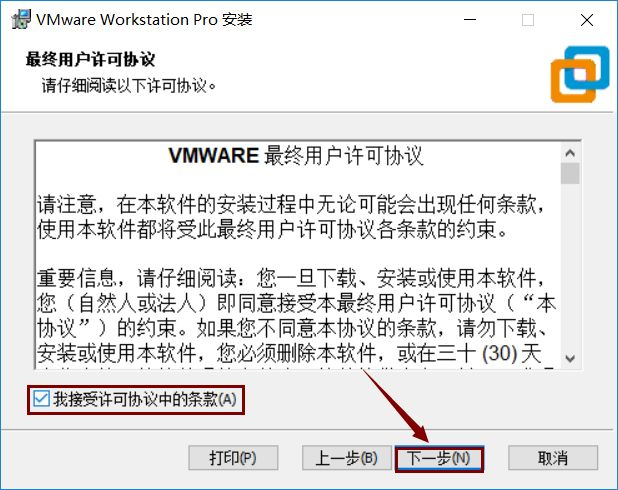 VMware Workstation Pro 安装
最终用户许可协议
请仔细阅读以下许可协议。
VMWARE 最终用户许可协议
请注意，在本软件的安装过程中无论可能会出现任何条款，
使用本软件都将受此最终用户许可协议各条款的约束。
重要信息，请仔细阅读：您一旦下载、安装或使用本软件，
您（自然人或法人）即同意接受本最终用户许可协议（“本
协议”）的约束。如果您不同意本协议的条款，请勿下载、
安装或使用本软件，您必须删除本软件，或在三十 (30) 天
我接受许可协议中的条款(A)
打印(P)
上一步(B)
下一步(N)
取消